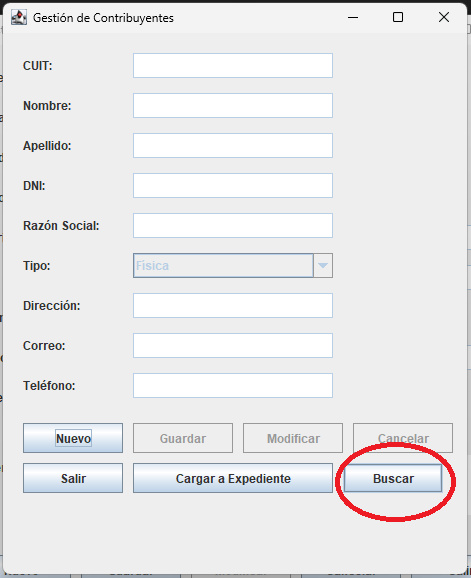 Gestión de Contribuyentes
CUIT:
Nombre:
Apellido:
DNI:
Razón Social:
Tipo: Fisica
Dirección:
Correo:
Teléfono:
Nuevo Guardar Modificar Cancelar
Salir Cargar a Expediente Buscar